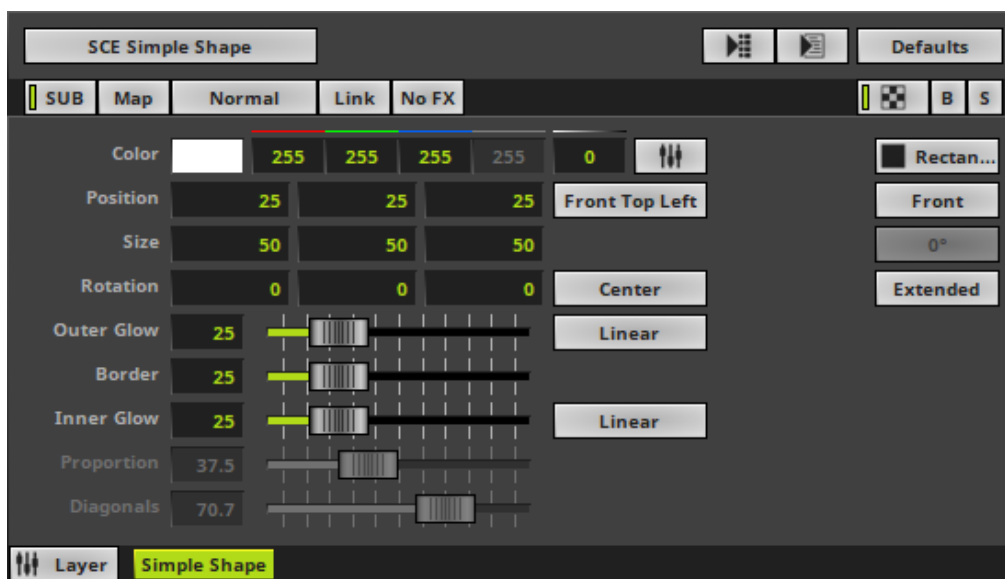 SCE Simple Shape Defaults
SUB Map Normal Link No FX B S
Color 255 255 255 255 0 Rectan...
Position 25 25 25 Front Top Left Front
Size 50 50 50 0°
Rotation 0 0 0 Center Extended
Outer Glow 25 Linear
Border 25
Inner Glow 25 Linear
Proportion 37.5
Diagonals 70.7
Layer Simple Shape